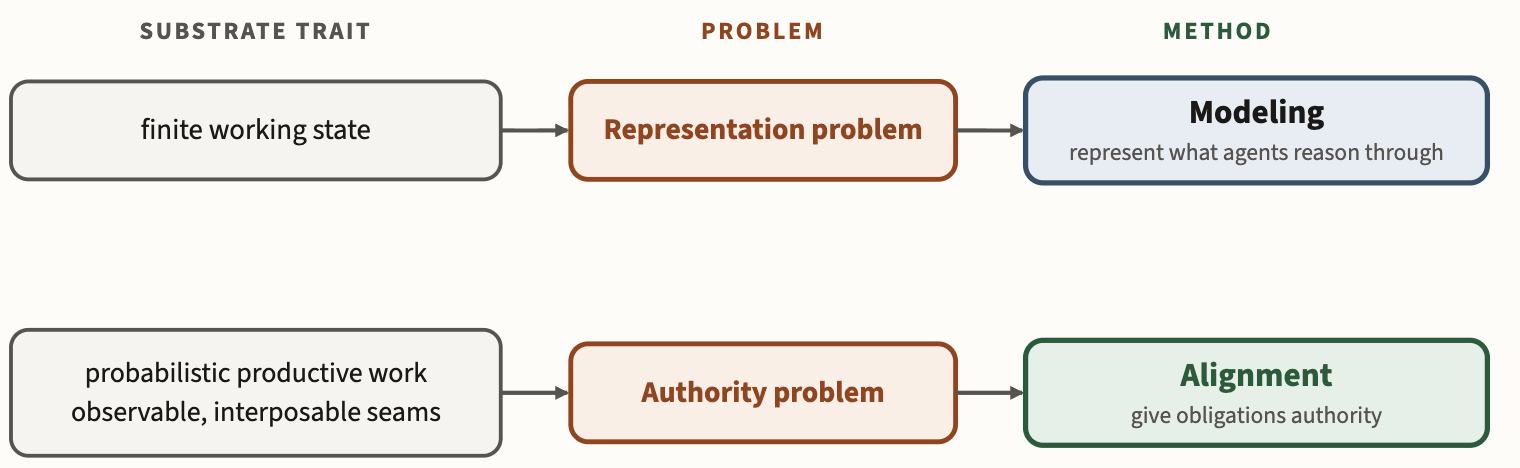 SUBSTRATE TRAIT
PROBLEM
METHOD
finite working state
Representation problem
Modeling
represent what agents reason through
probabilistic productive work
observable, interposable seams
Authority problem
Alignment
give obligations authority